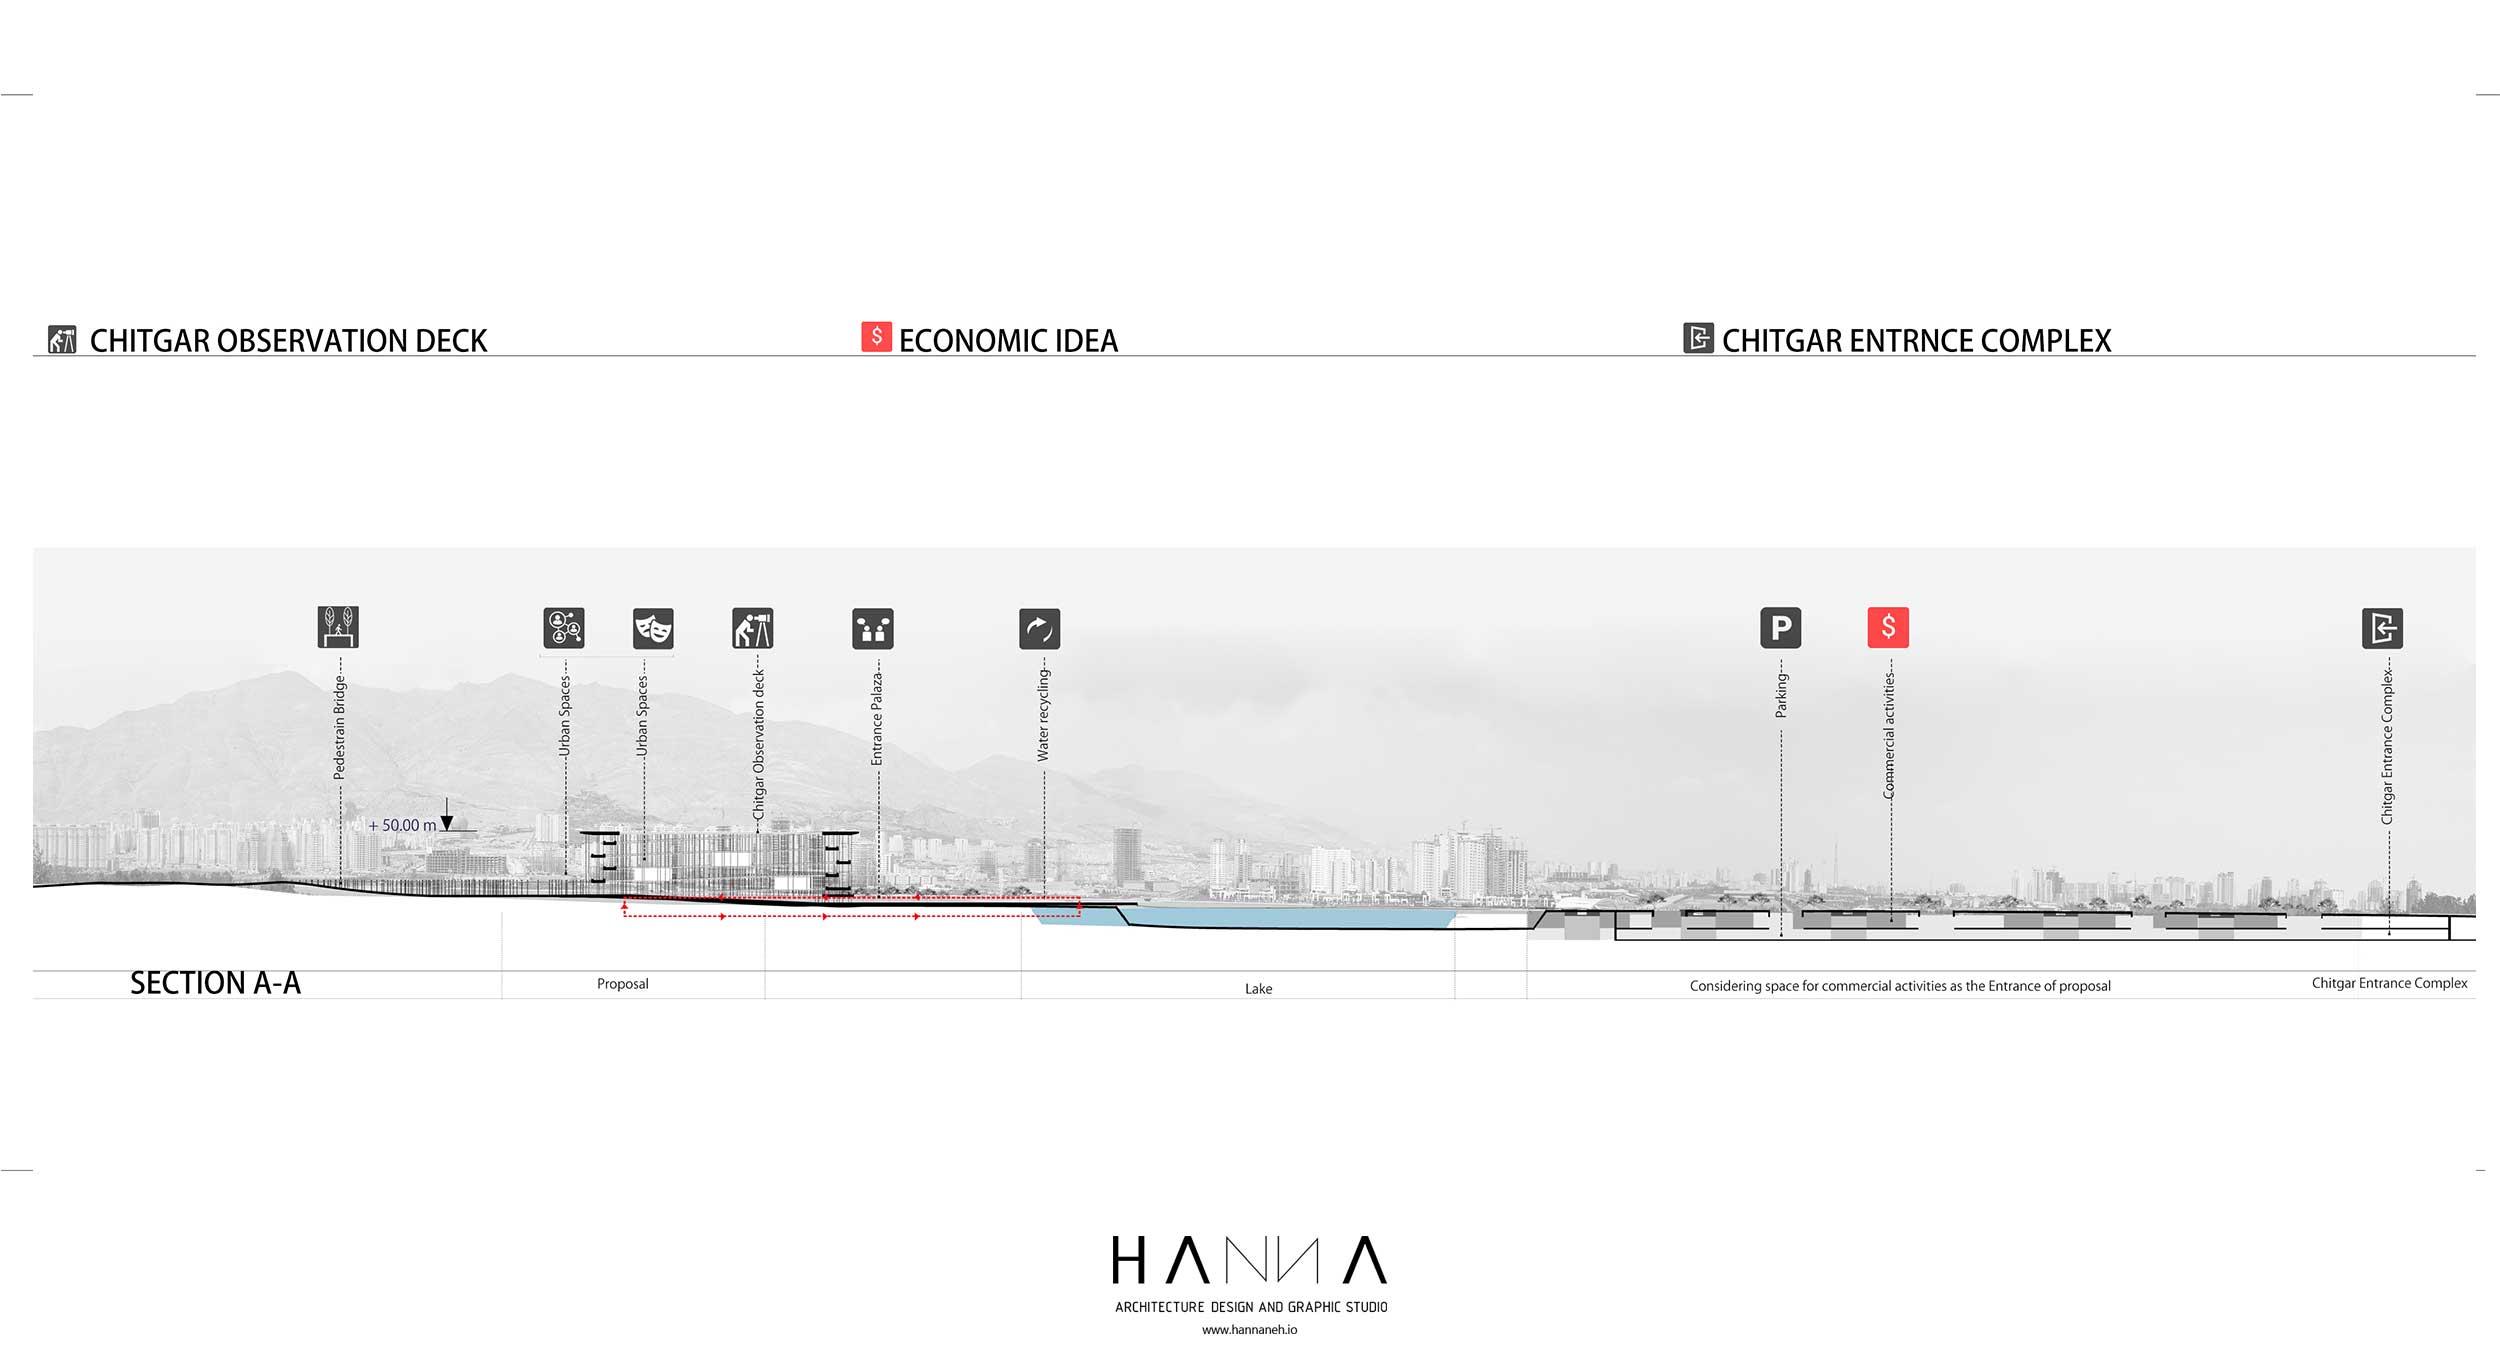 CHITGAR OBSERVATION DECK
$ ECONOMIC IDEA
CHITGAR ENTRNCE COMPLEX
P
$
Pedestrain Bridge
Urban Spaces
Urban Spaces
Chitgar Observation deck
Entrance Palaza
Water recycling
Parking
Commercial activities
Chitgar Entrance Complex
+ 50.00 m
SECTION A-A
Proposal
Lake
Considering space for commercial activities as the Entrance of proposal
Chitgar Entrance Complex
HANNA
ARCHITECTURE DESIGN AND GRAPHIC STUDIO
www.hannaneh.io